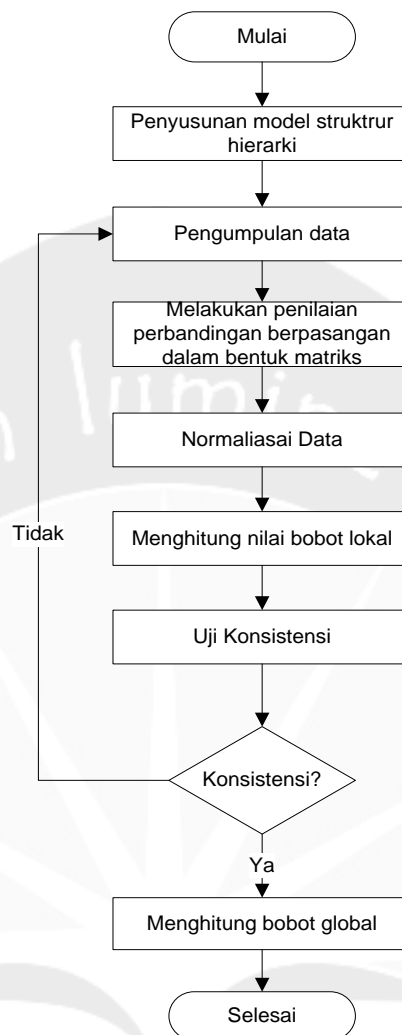 Mulai
Penyusunan model struktrur
hierarki
Pengumpulan data
Melakukan penilaian
perbandingan berpasangan
dalam bentuk matriks
Normaliasai Data
Menghitung nilai bobot lokal
Tidak
Uji Konsistensi
Konsistensi?
Ya
Menghitung bobot global
Selesai